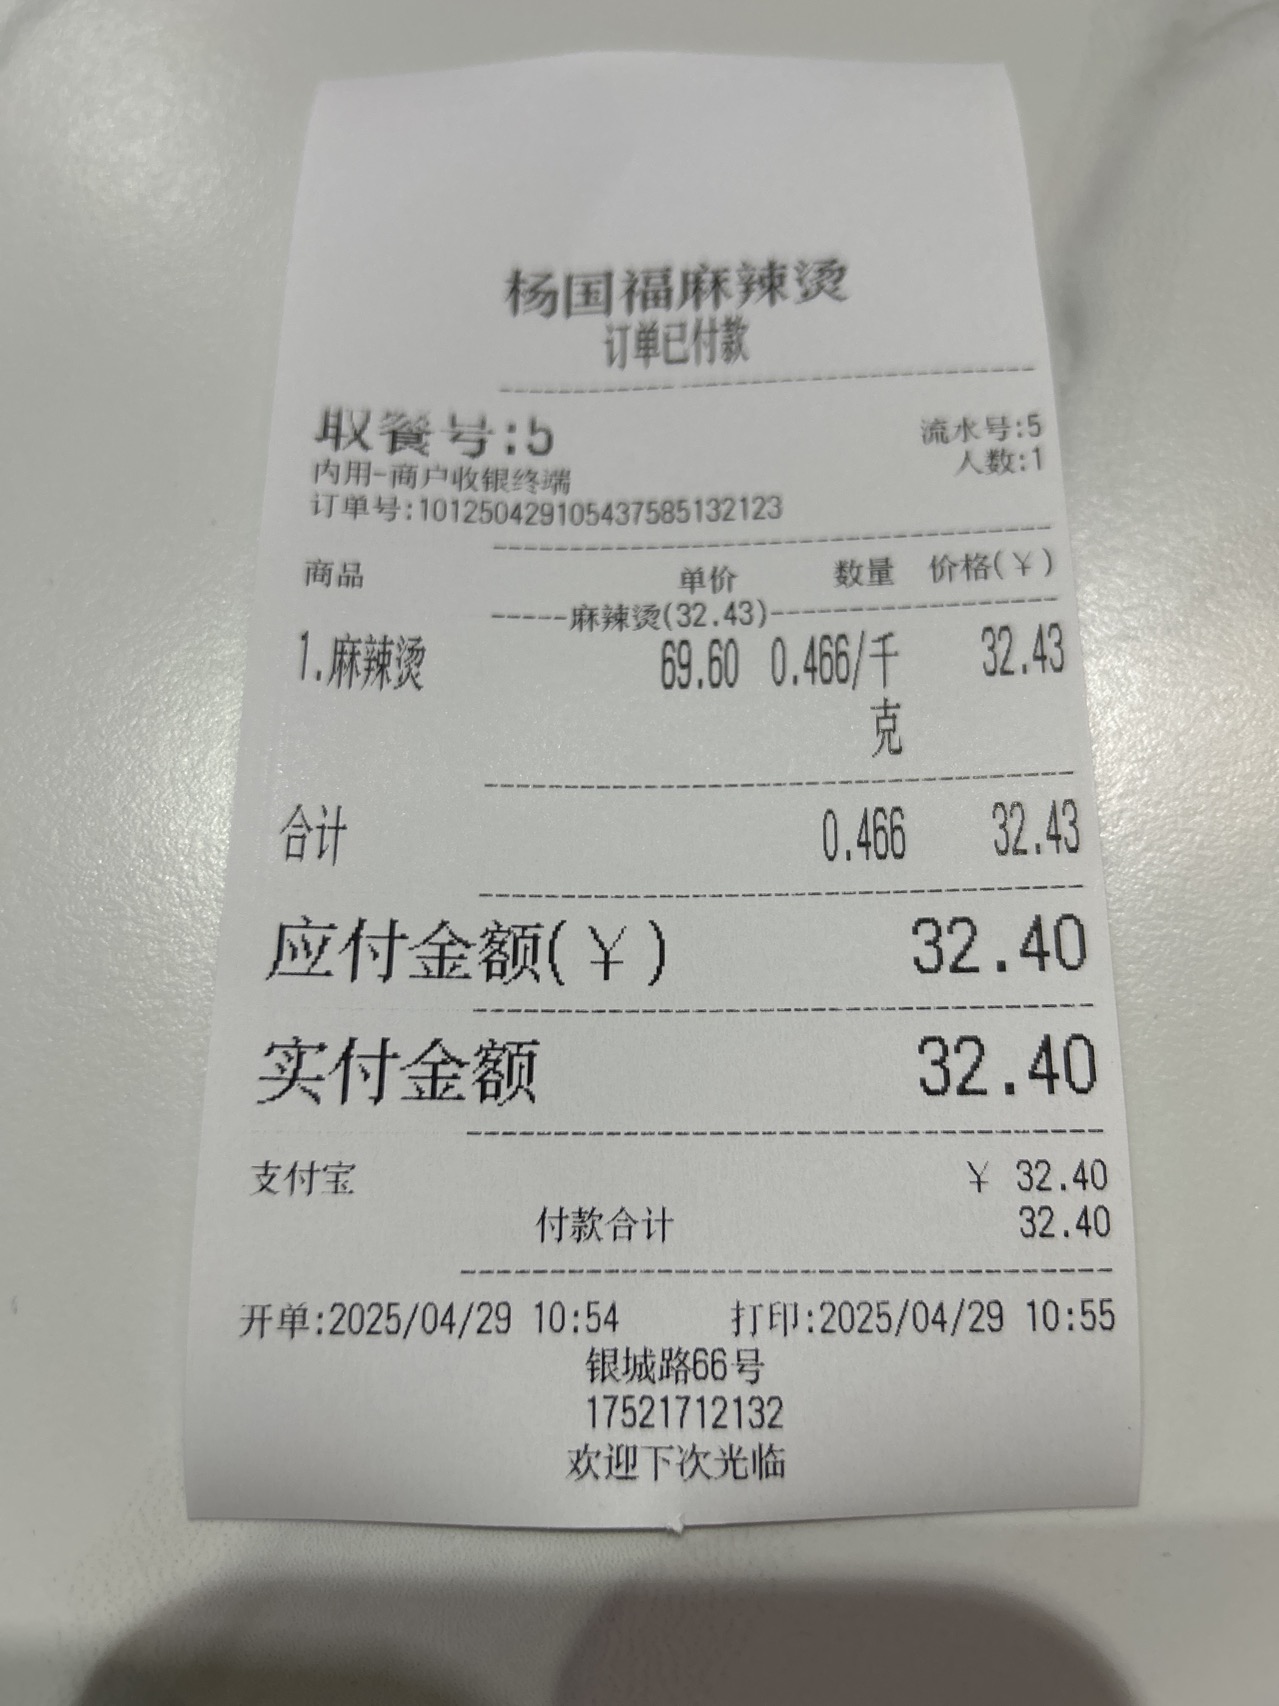 杨国福麻辣烫
订单已付款
取餐号:5 流水号:5
内用-商户收银终端 人数:1
订单号:101250429105437585132123
商品 单价 数量 价格(¥)
-----麻辣烫(32.43)-----
1.麻辣烫 69.60 0.466/千 32.43
克
合计 0.466 32.43
应付金额(¥) 32.40
实付金额 32.40
支付宝 ¥ 32.40
付款合计 32.40
开单:2025/04/29 10:54 打印:2025/04/29 10:55
银城路66号
17521712132
欢迎下次光临